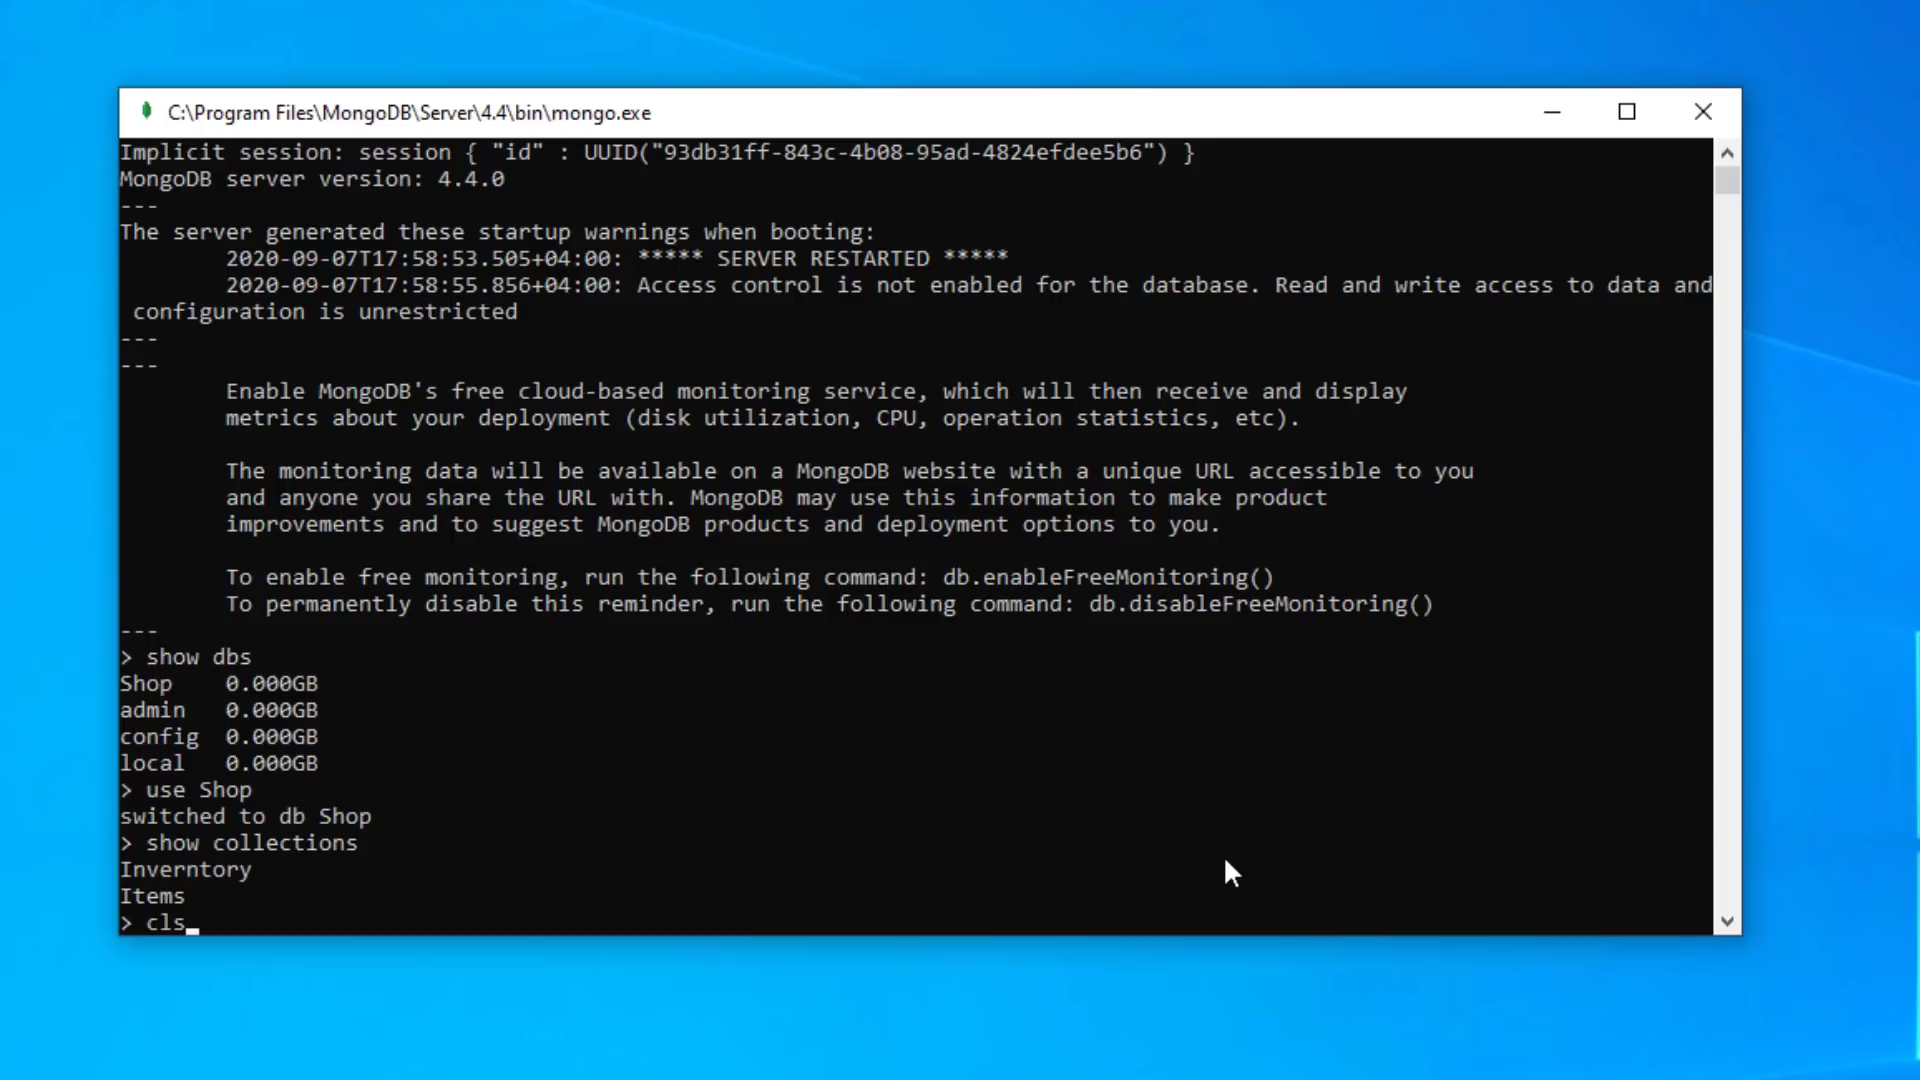 C:\Program Files\MongoDB\Server\4.4\bin\mongo.exe
Implicit session: session { "id" : UUID("93db31ff-843c-4b08-95ad-4824efdee5b6") }
MongoDB server version: 4.4.0
---
The server generated these startup warnings when booting:
        2020-09-07T17:58:53.505+04:00: ***** SERVER RESTARTED *****
        2020-09-07T17:58:55.856+04:00: Access control is not enabled for the database. Read and write access to data and
 configuration is unrestricted
---
---
        Enable MongoDB's free cloud-based monitoring service, which will then receive and display
        metrics about your deployment (disk utilization, CPU, operation statistics, etc).

        The monitoring data will be available on a MongoDB website with a unique URL accessible to you
        and anyone you share the URL with. MongoDB may use this information to make product
        improvements and to suggest MongoDB products and deployment options to you.

        To enable free monitoring, run the following command: db.enableFreeMonitoring()
        To permanently disable this reminder, run the following command: db.disableFreeMonitoring()
---
> show dbs
Shop    0.000GB
admin   0.000GB
config  0.000GB
local   0.000GB
> use Shop
switched to db Shop
> show collections
Inverntory
Items
> cls